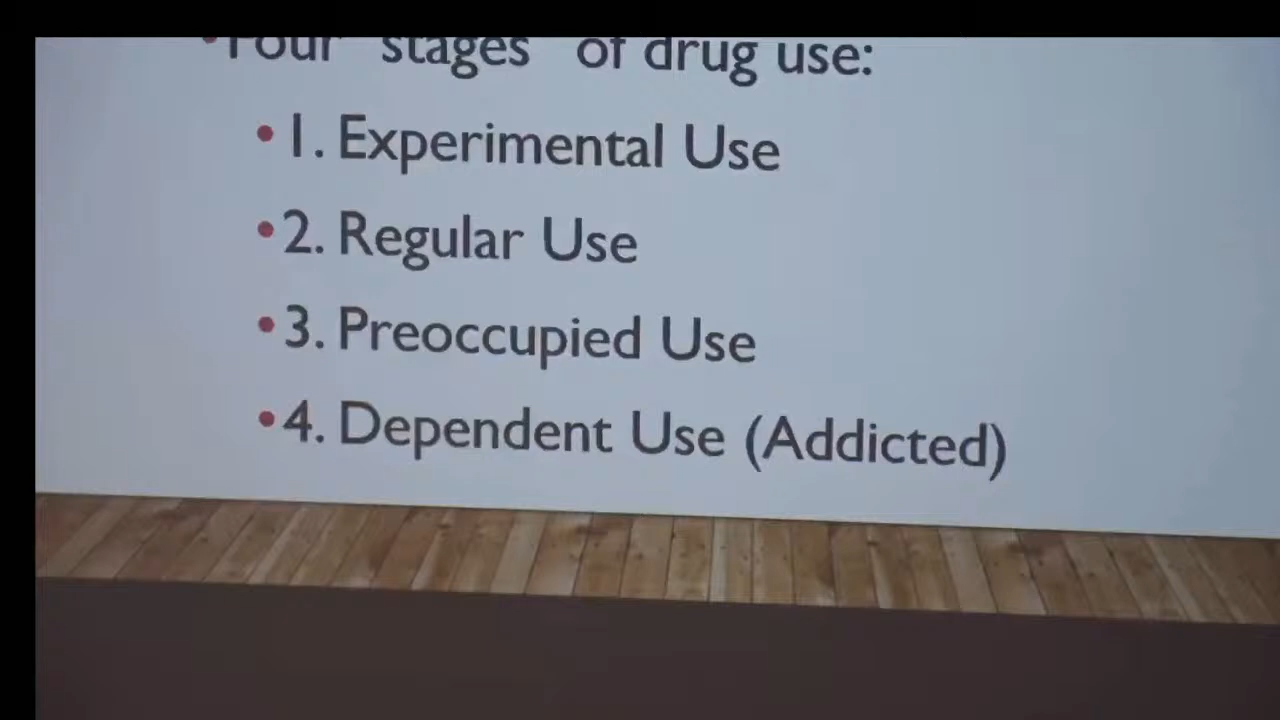 •Four "stages" of drug use:
•1. Experimental Use
•2. Regular Use
•3. Preoccupied Use
•4. Dependent Use (Addicted)